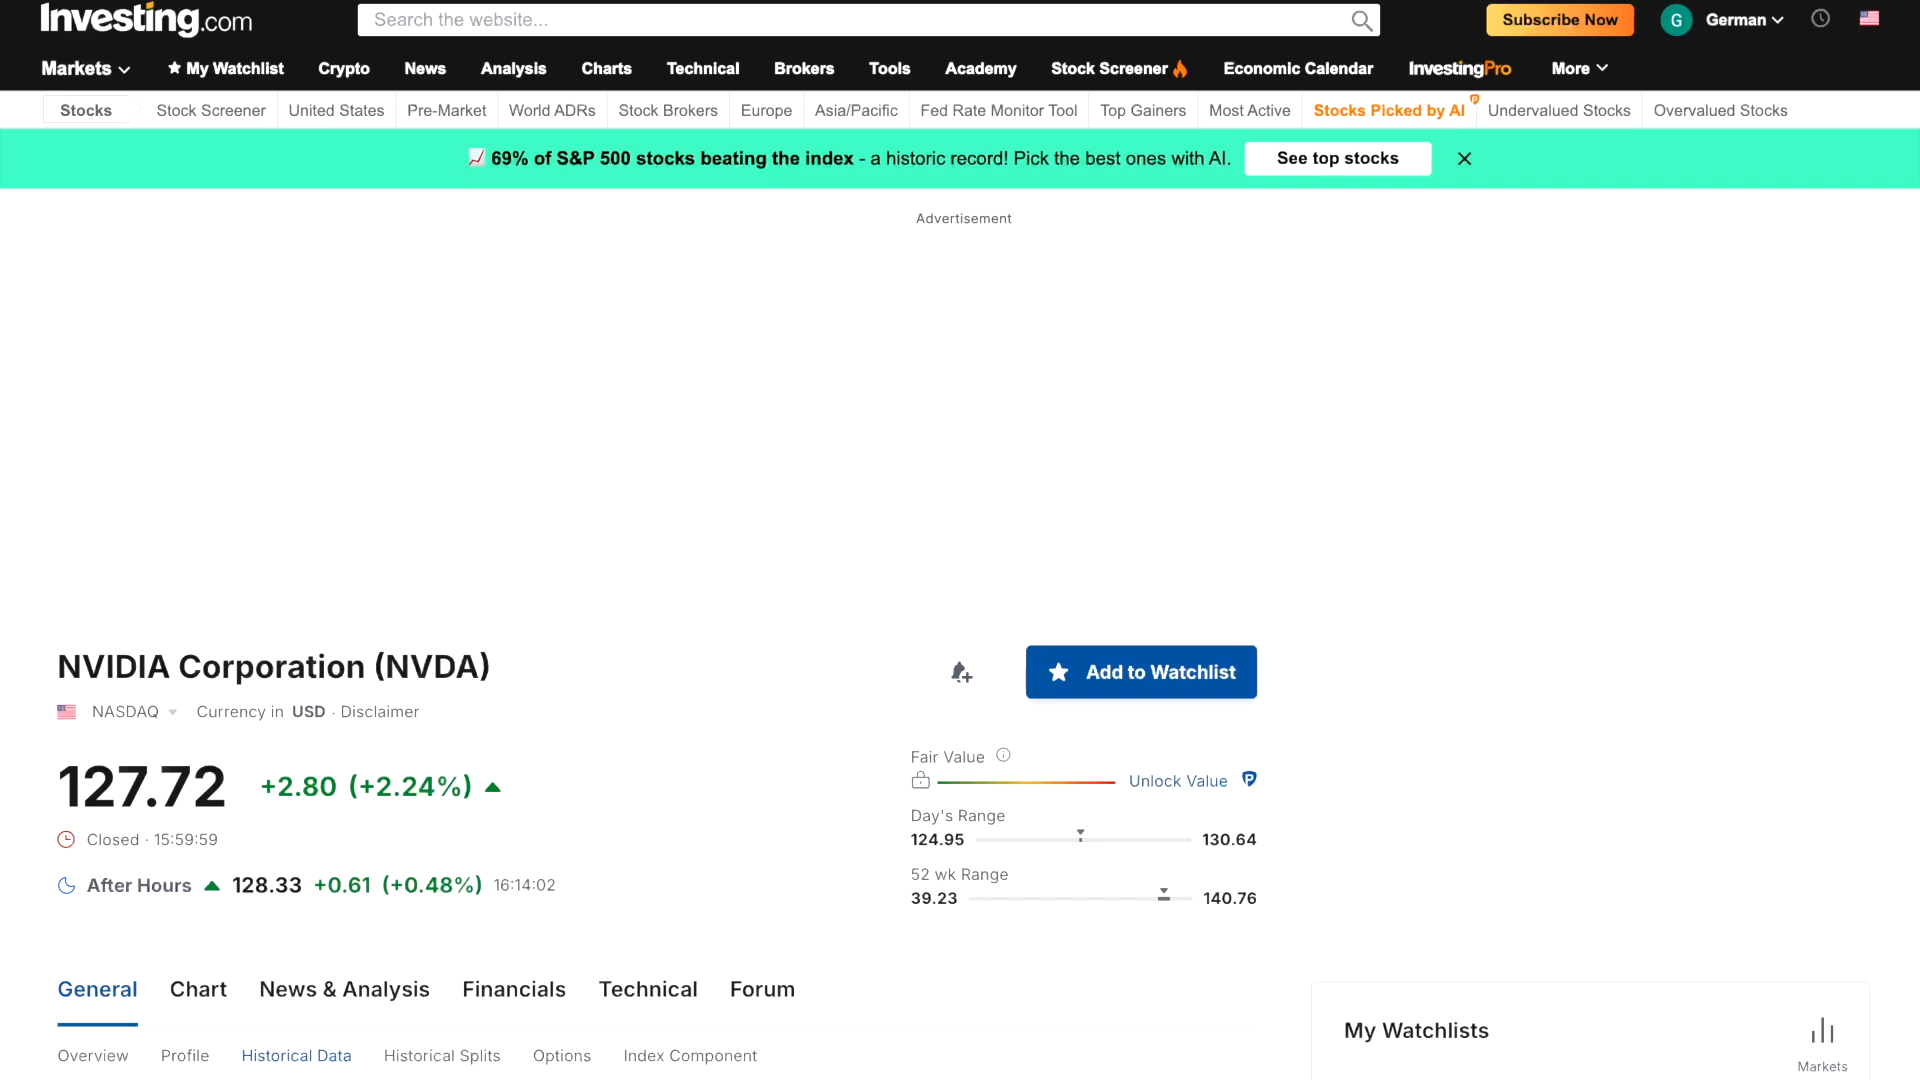 Investing.com
Search the website...
Subscribe Now
G
German
Markets
My Watchlist
Crypto
News
Analysis
Charts
Technical
Brokers
Tools
Academy
Stock Screener
Economic Calendar
InvestingPro
More
Stocks
Stock Screener
United States
Pre-Market
World ADRs
Stock Brokers
Europe
Asia/Pacific
Fed Rate Monitor Tool
Top Gainers
Most Active
Stocks Picked by AI
Undervalued Stocks
Overvalued Stocks
69% of S&P 500 stocks beating the index - a historic record! Pick the best ones with AI.
See top stocks
Advertisement
NVIDIA Corporation (NVDA)
Add to Watchlist
NASDAQ
Currency in USD · Disclaimer
127.72
+2.80 (+2.24%)
Closed · 15:59:59
After Hours
128.33 +0.61 (+0.48%) 16:14:02
Fair Value
Unlock Value
Day's Range
124.95
130.64
52 wk Range
39.23
140.76
General
Chart
News & Analysis
Financials
Technical
Forum
Overview
Profile
Historical Data
Historical Splits
Options
Index Component
My Watchlists
Markets